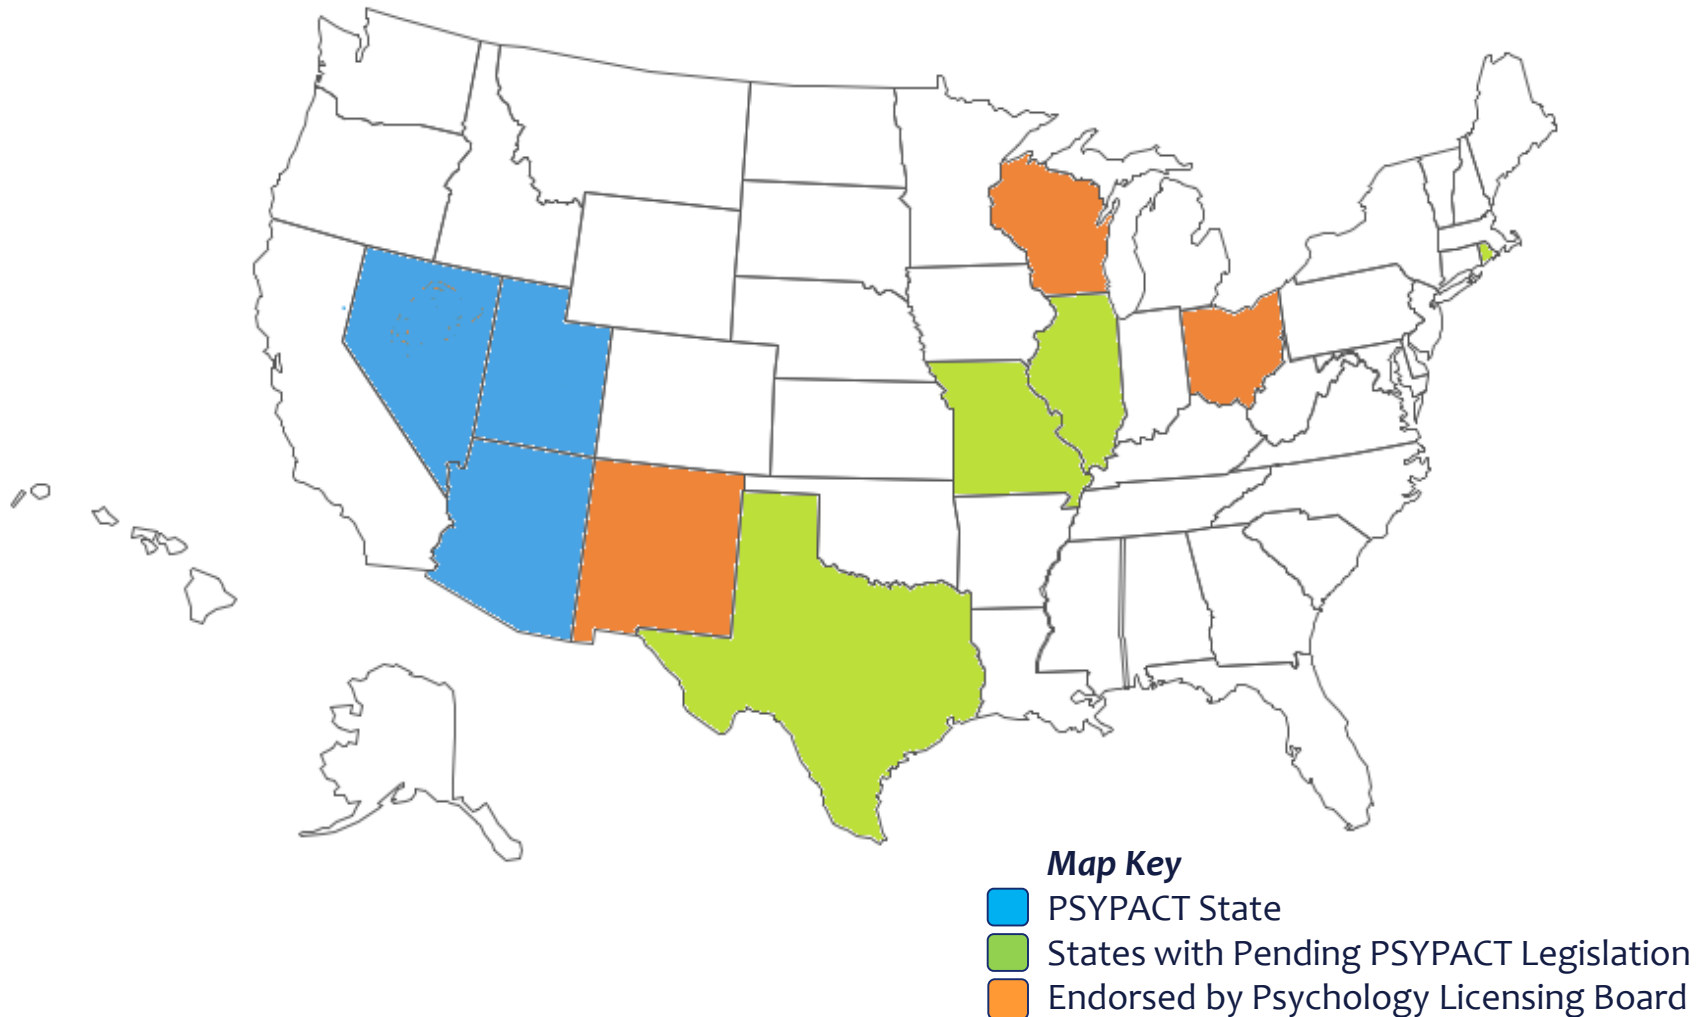 Map Key
PSYPACT State
States with Pending PSYPACT Legislation
Endorsed by Psychology Licensing Board